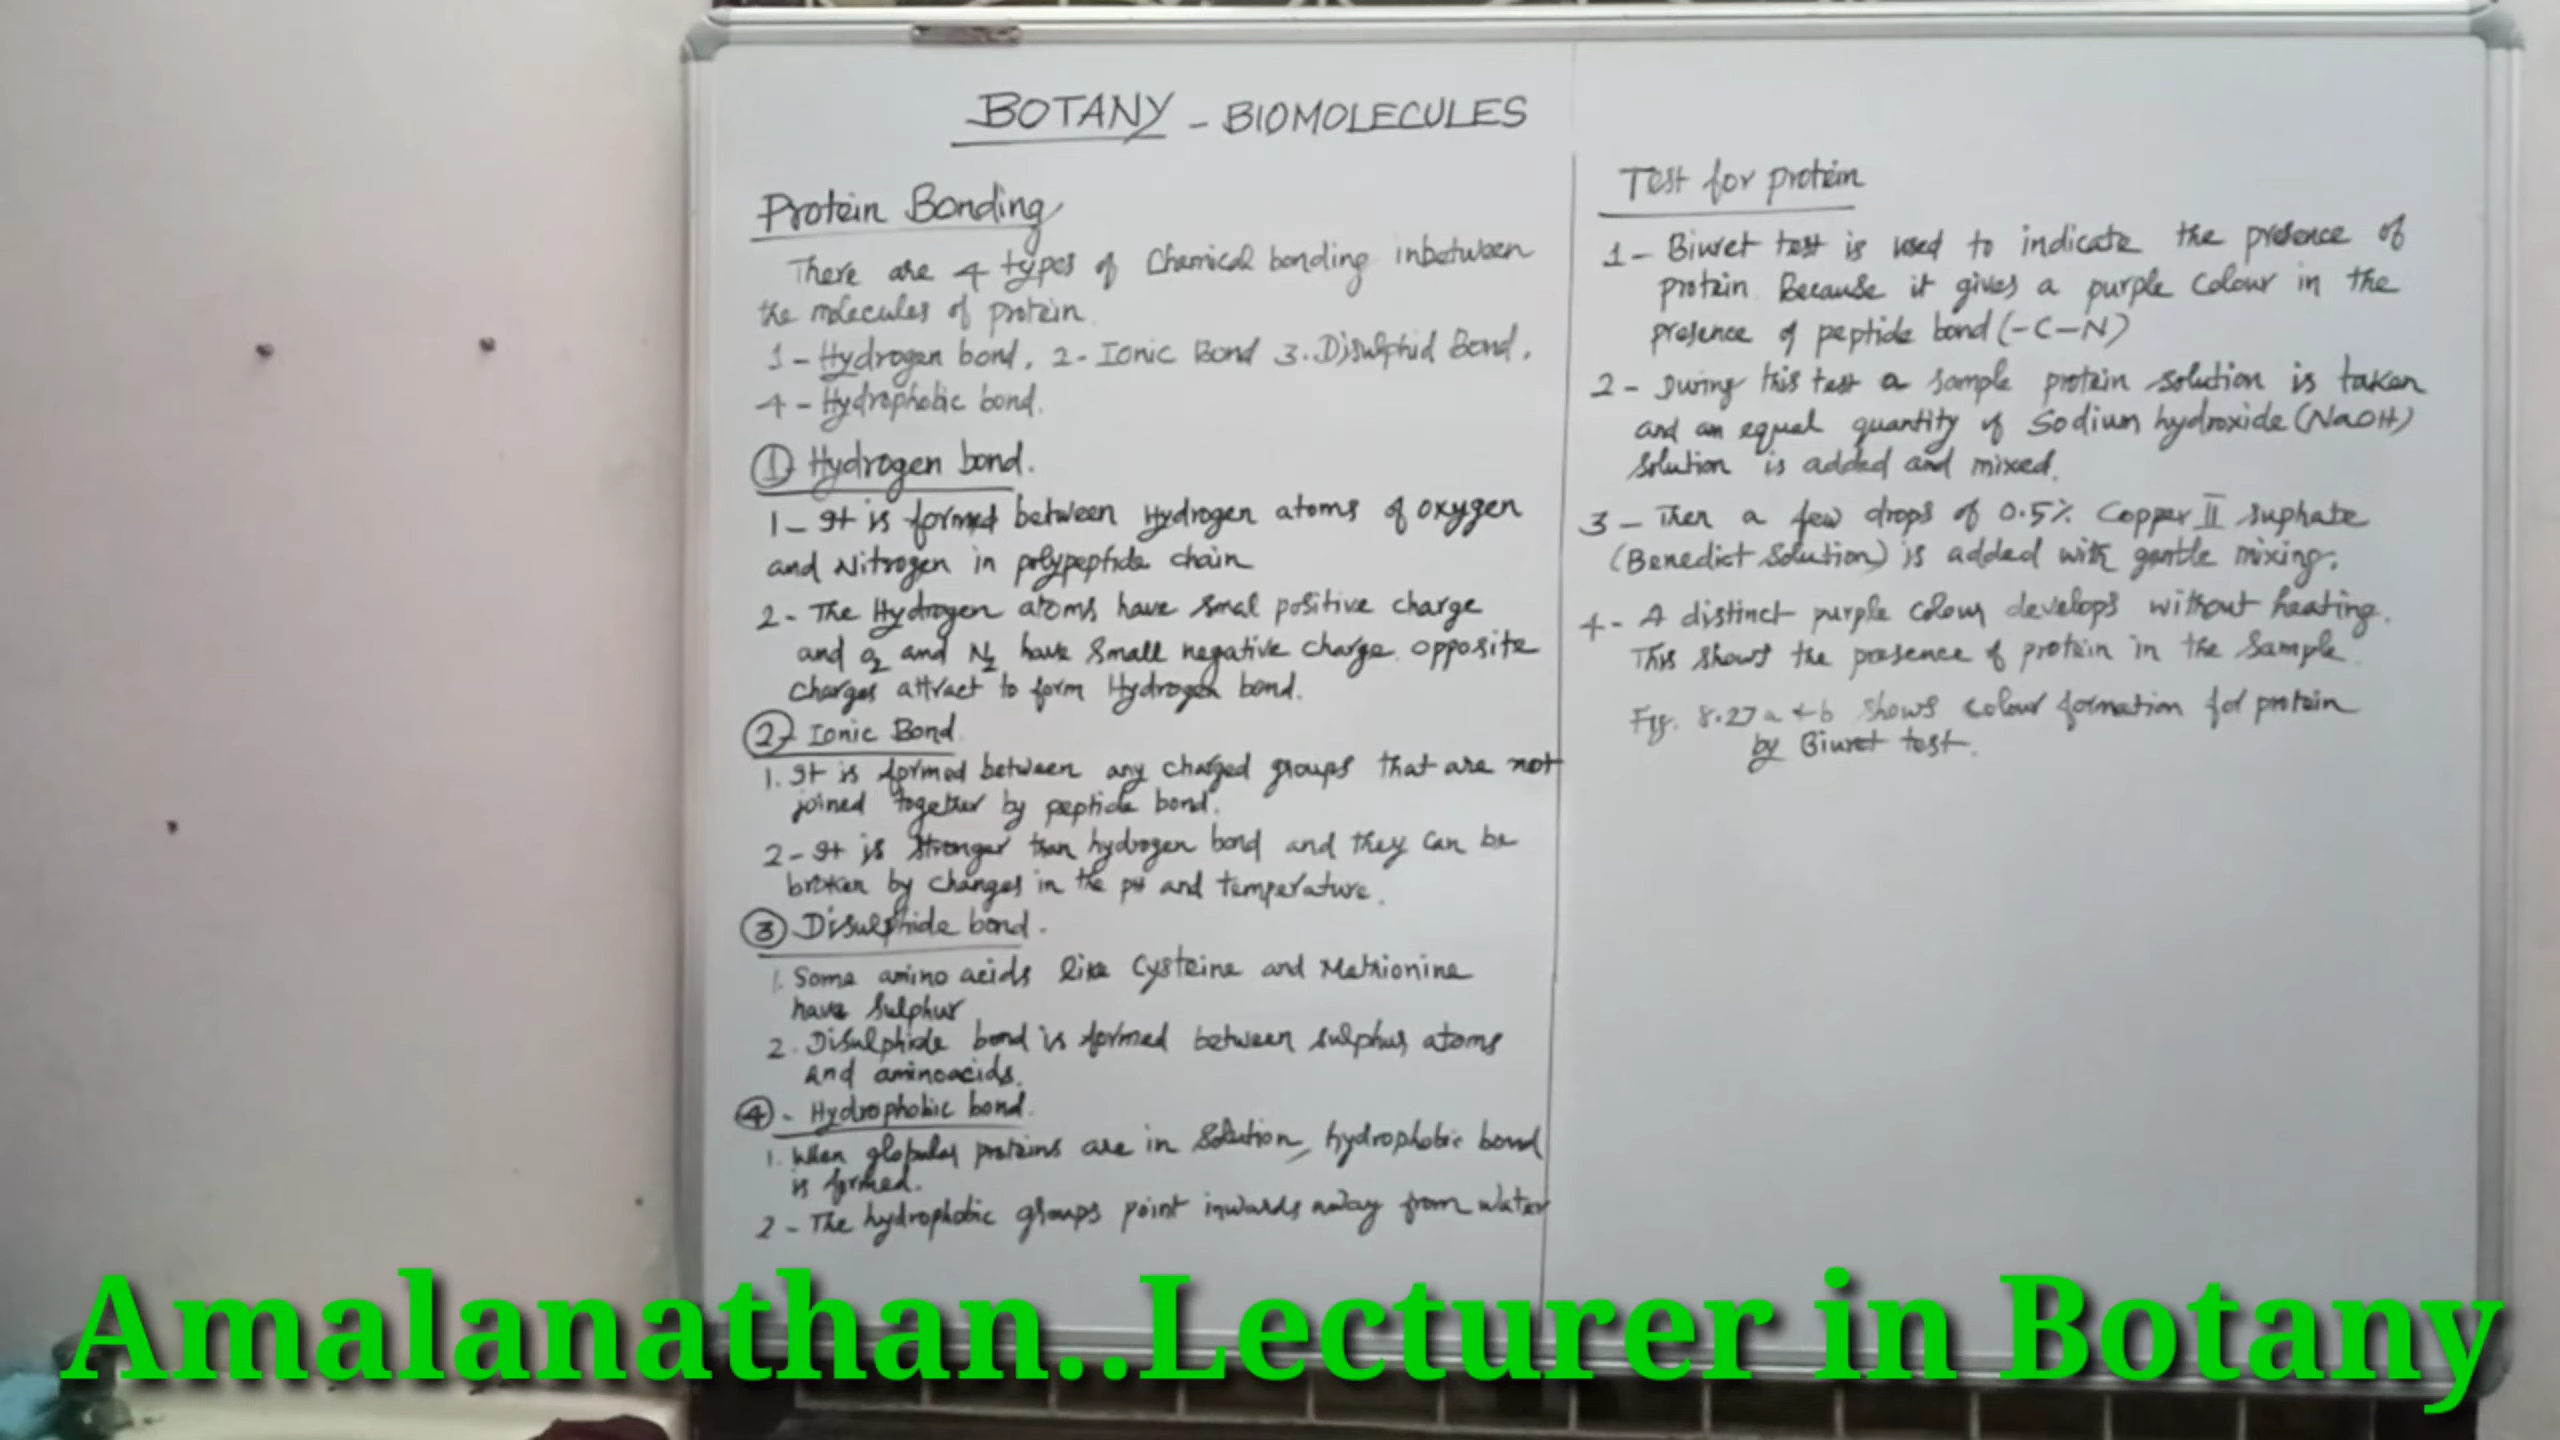 BOTANY - BIOMOLECULES
Protein Bonding
There are 4 types of Chemical bonding inbetween
the molecules of protein.
1 - Hydrogen bond, 2 - Ionic Bond 3. Disulphid Bond,
4 - Hydrophobic bond.
1 Hydrogen bond.
1 - It is formed between Hydrogen atoms of oxygen
and Nitrogen in polypeptide chain
2 - The Hydrogen atoms have smal positive charge
and O2 and N2 have small negative charge. opposite
charges attract to form Hydrogen bond.
2 - Ionic Bond
1. It is formed between any charged groups that are not
joined together by peptide bond.
2 - It is stronger than hydrogen bond and they can be
broken by changes in the pH and temperature.
3 Disulphide bond.
1. Some amino acids like Cysteine and Methionine
have sulphur
2. Disulphide bond is formed between sulphur atoms
and aminoacids.
4 - Hydrophobic bond.
1. When globular proteins are in solution, hydrophobic bond
is formed.
2 - The hydrophobic groups point inwards away from water
Test for protein
1 - Biuret test is used to indicate the presence of
protein. Because it gives a purple colour in the
presence of peptide bond (-C-N)
2 - During this test a sample protein solution is taken
and an equal quantity of Sodium hydroxide (NaOH)
solution is added and mixed.
3 - Then a few drops of 0.5% Copper II suphate
(Benedict solution) is added with gentle mixing.
4 - A distinct purple colour develops without heating.
This shows the presence of protein in the sample.
Fig. 8.27 a + b shows colour formation for protein
by Biuret test.
Amalanathan..Lecturer in Botany